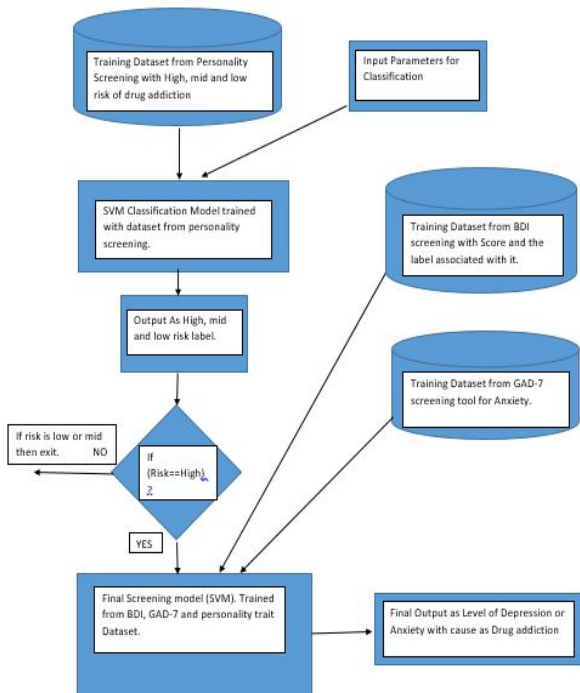 Training Dataset from Personality
Screening with High, mid and low
risk of drug addiction
Input Parameters for
Classification
SVM Classification Model trained
with dataset from personality
screening.
Training Dataset from BDI
screening with Score and the
label associated with it.
Output As High, mid
and low risk label.
Training Dataset from GAD-7
screening tool for Anxiety.
If risk is low or mid
then exit. NO
If
(Risk==High)
?
YES
Final Screening model (SVM). Trained
from BDI, GAD-7 and personality trait
Dataset.
Final Output as Level of Depression or
Anxiety with cause as Drug addiction